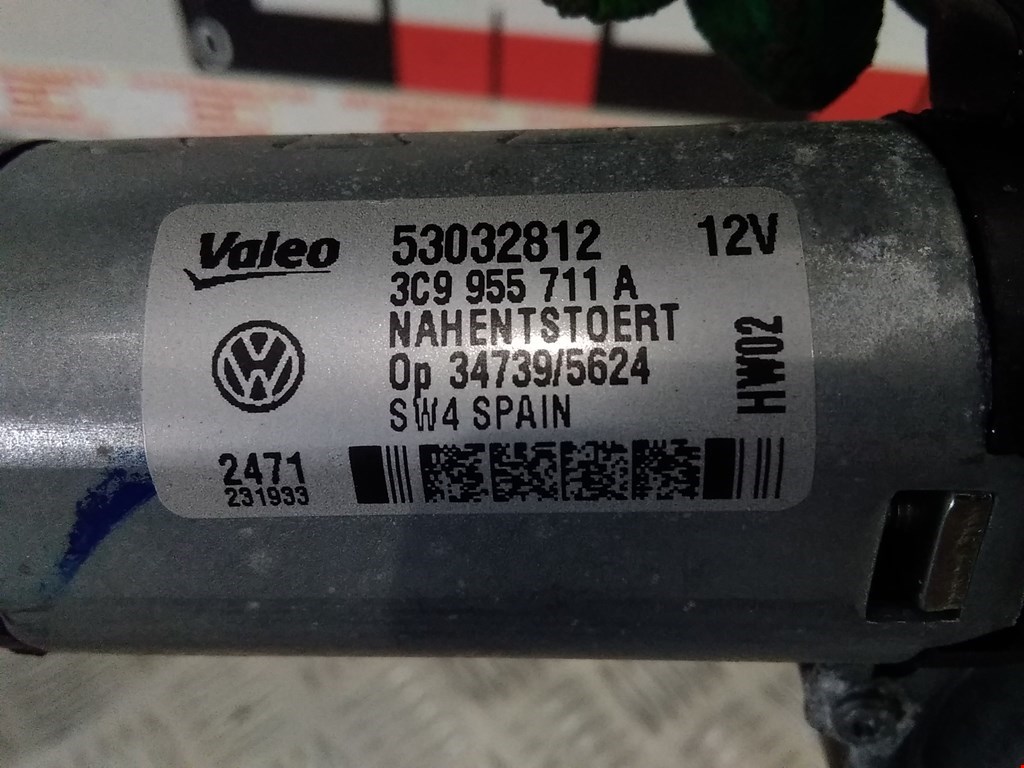 Valeo 53032812 12V
3C9 955 711 A
NAHENTSTOERT
Op 34739/5624
SW4 SPAIN
HW02
2471
231933